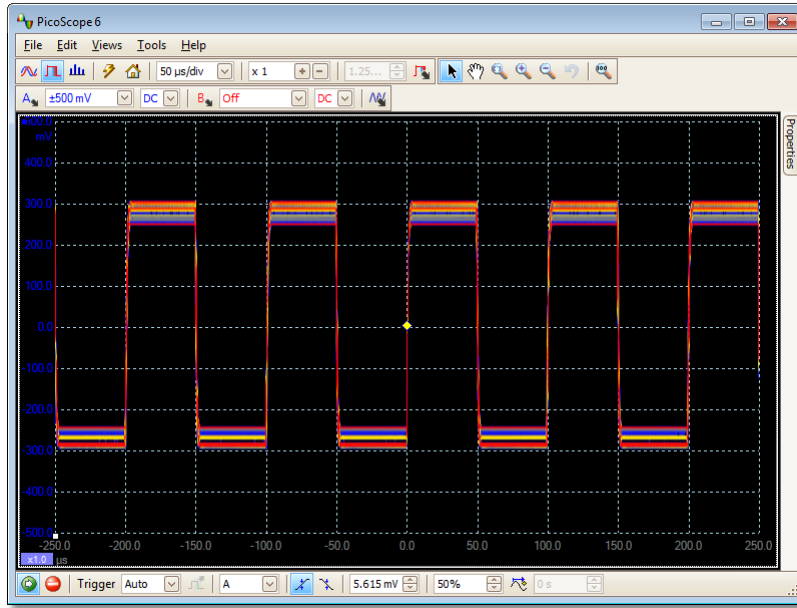 PicoScope 6
File Edit Views Tools Help
50 µs/div x 1 1.25...
A ±500 mV DC B Off DC
Properties
mV
400.0
300.0
200.0
100.0
0.0
-100.0
-200.0
-300.0
-400.0
-500.0
-250.0 -200.0 -150.0 -100.0 -50.0 0.0 50.0 100.0 150.0 200.0 250.0
x1.0 µs
Trigger Auto A 5.615 mV 50% 0 s